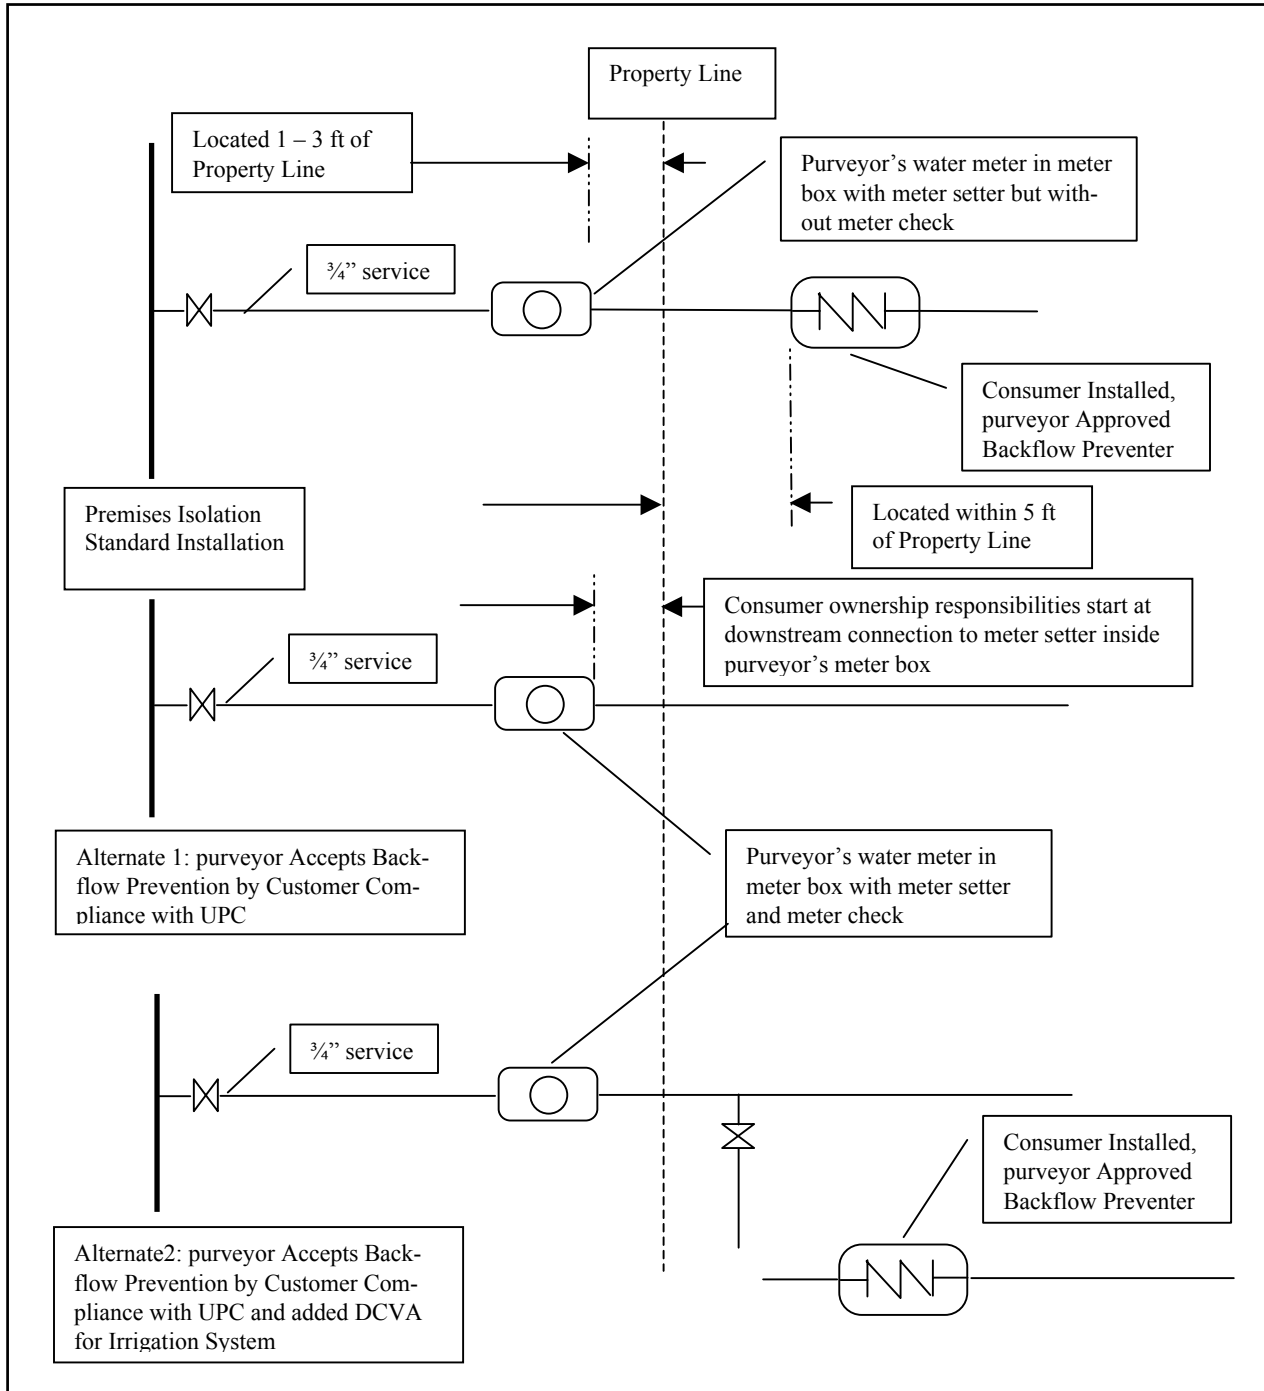 Property Line
Located 1 – 3 ft of
Property Line
Purveyor’s water meter in meter
box with meter setter but with-
out meter check
¾” service
Consumer Installed,
purveyor Approved
Backflow Preventer
Premises Isolation
Standard Installation
Located within 5 ft
of Property Line
Consumer ownership responsibilities start at
downstream connection to meter setter inside
purveyor’s meter box
¾” service
Alternate 1: purveyor Accepts Back-
flow Prevention by Customer Com-
pliance with UPC
Purveyor’s water meter in
meter box with meter setter
and meter check
¾” service
Consumer Installed,
purveyor Approved
Backflow Preventer
Alternate2: purveyor Accepts Back-
flow Prevention by Customer Com-
pliance with UPC and added DCVA
for Irrigation System